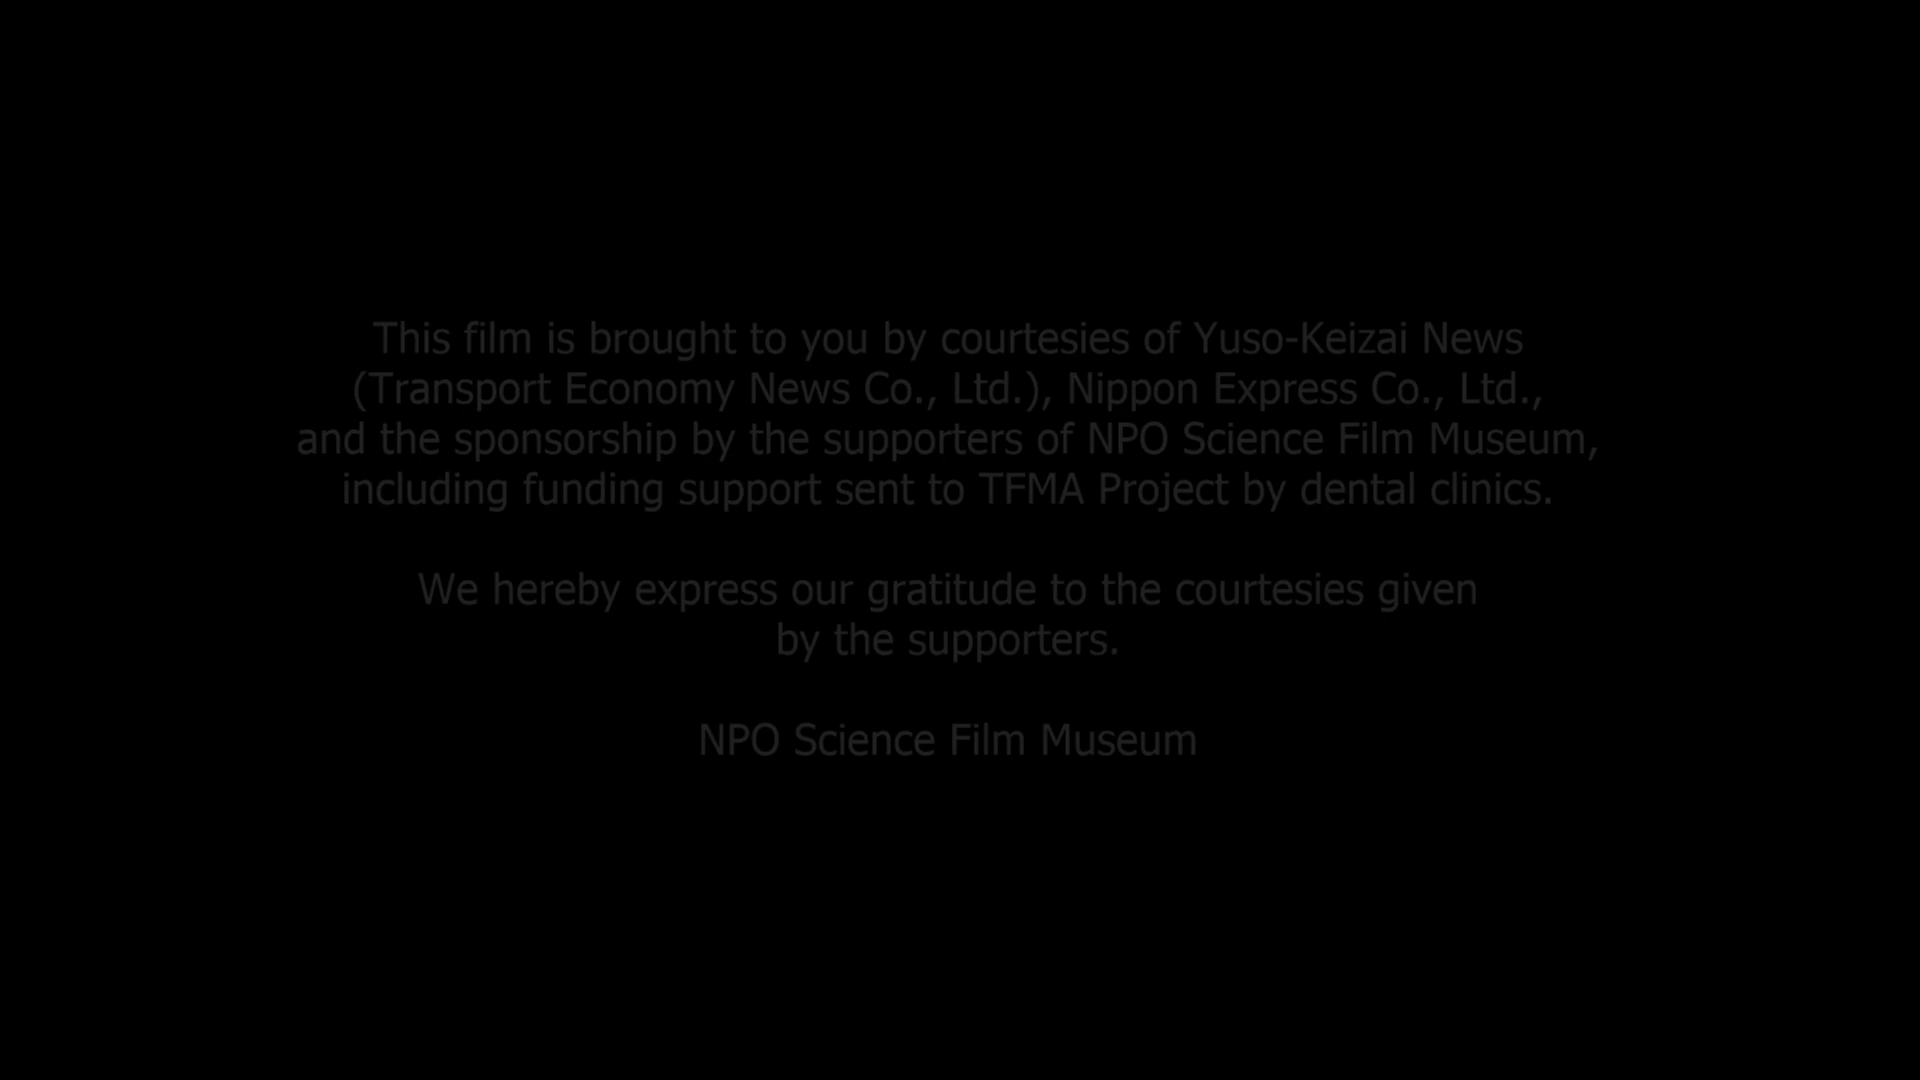 This film is brought to you by courtesies of Yuso-Keizai News
(Transport Economy News Co., Ltd.), Nippon Express Co., Ltd.,
and the sponsorship by the supporters of NPO Science Film Museum,
including funding support sent to TFMA Project by dental clinics.
We hereby express our gratitude to the courtesies given
by the supporters.
NPO Science Film Museum